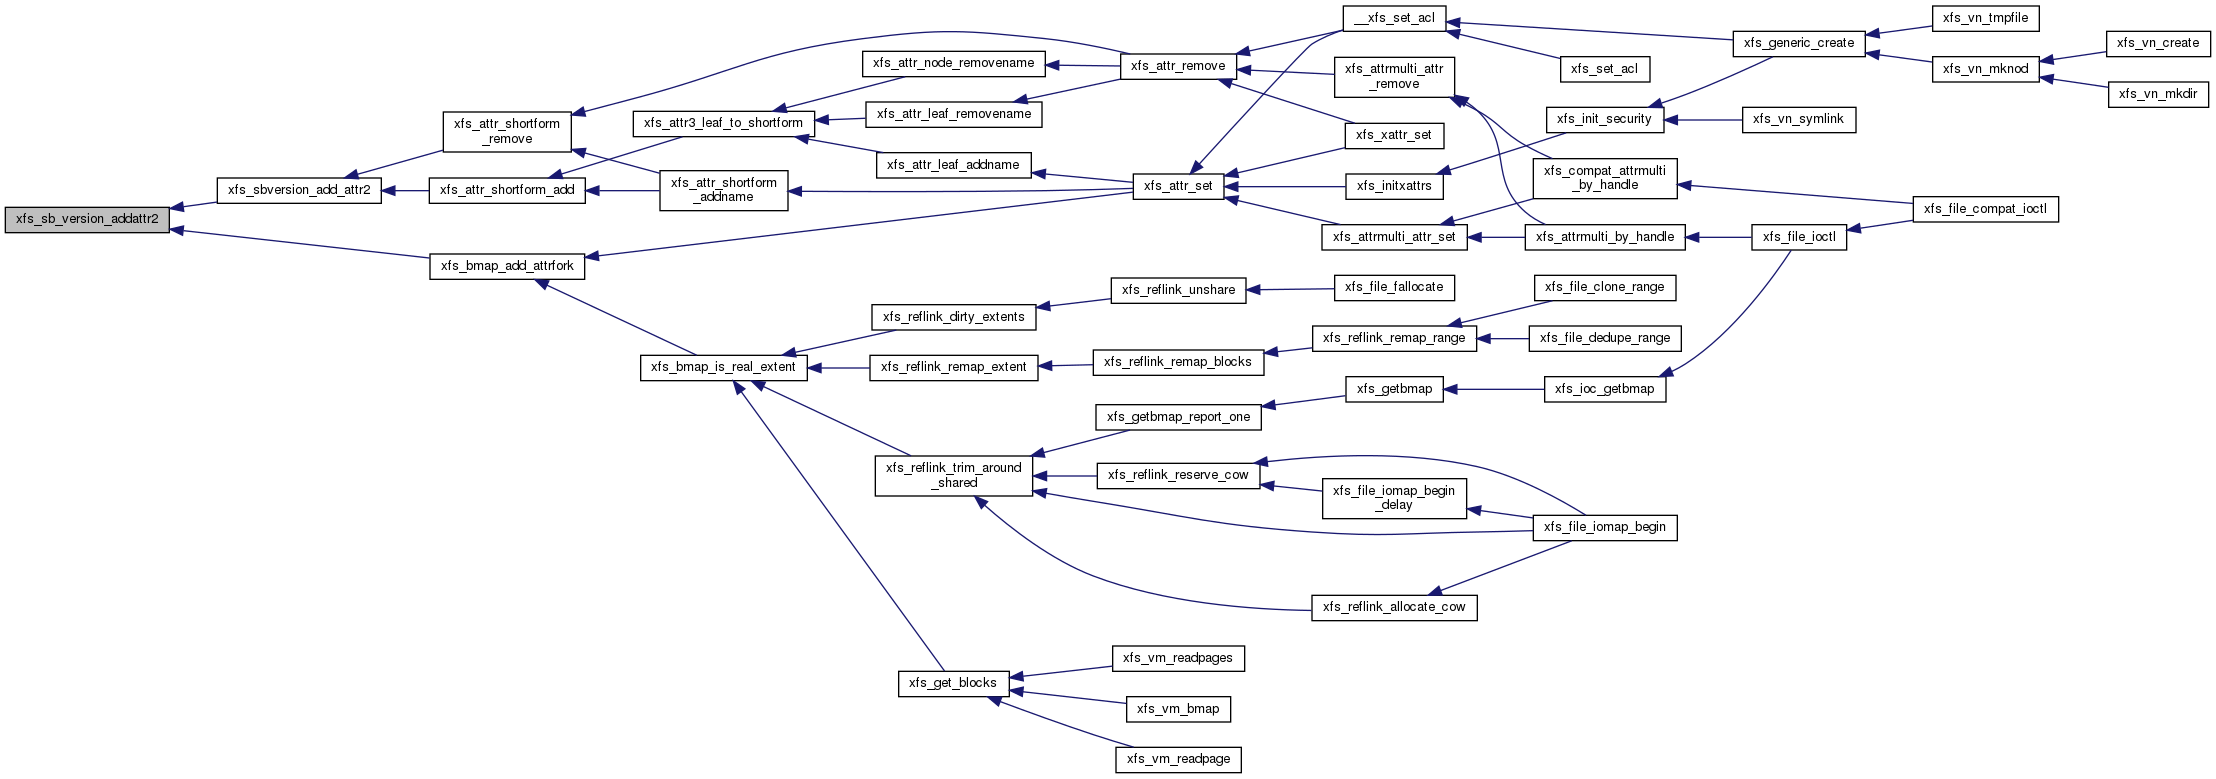 xfs_sb_version_addattr2
xfs_sbversion_add_attr2
xfs_bmap_add_attrfork
xfs_attr_shortform
_remove
xfs_attr_shortform_add
xfs_attr3_leaf_to_shortform
xfs_attr_shortform
_addname
xfs_bmap_is_real_extent
xfs_attr_node_removename
xfs_attr_leaf_removename
xfs_attr_leaf_addname
xfs_reflink_dirty_extents
xfs_reflink_remap_extent
xfs_reflink_trim_around
_shared
xfs_get_blocks
xfs_attr_remove
xfs_attr_set
xfs_reflink_unshare
xfs_reflink_remap_blocks
xfs_getbmap_report_one
xfs_reflink_reserve_cow
xfs_vm_readpages
xfs_vm_bmap
xfs_vm_readpage
__xfs_set_acl
xfs_attrmulti_attr
_remove
xfs_xattr_set
xfs_initxattrs
xfs_attrmulti_attr_set
xfs_file_fallocate
xfs_reflink_remap_range
xfs_getbmap
xfs_file_iomap_begin
_delay
xfs_reflink_allocate_cow
xfs_set_acl
xfs_init_security
xfs_compat_attrmulti
_by_handle
xfs_attrmulti_by_handle
xfs_file_clone_range
xfs_file_dedupe_range
xfs_ioc_getbmap
xfs_file_iomap_begin
xfs_generic_create
xfs_vn_symlink
xfs_file_ioctl
xfs_vn_tmpfile
xfs_vn_mknod
xfs_file_compat_ioctl
xfs_vn_create
xfs_vn_mkdir